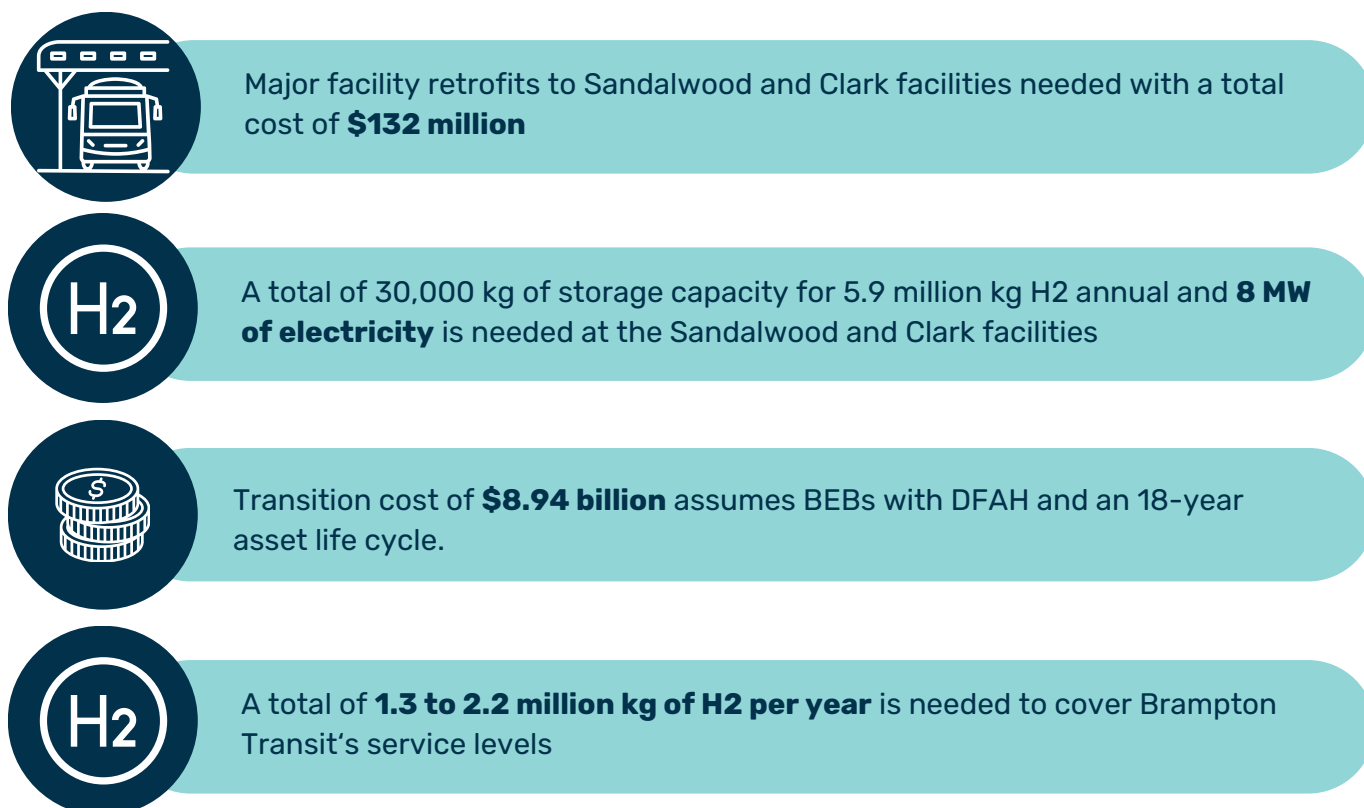 Major facility retrofits to Sandalwood and Clark facilities needed with a total
cost of $132 million
H2
A total of 30,000 kg of storage capacity for 5.9 million kg H2 annual and 8 MW
of electricity is needed at the Sandalwood and Clark facilities
$
Transition cost of $8.94 billion assumes BEBs with DFAH and an 18-year
asset life cycle.
H2
A total of 1.3 to 2.2 million kg of H2 per year is needed to cover Brampton
Transit‘s service levels